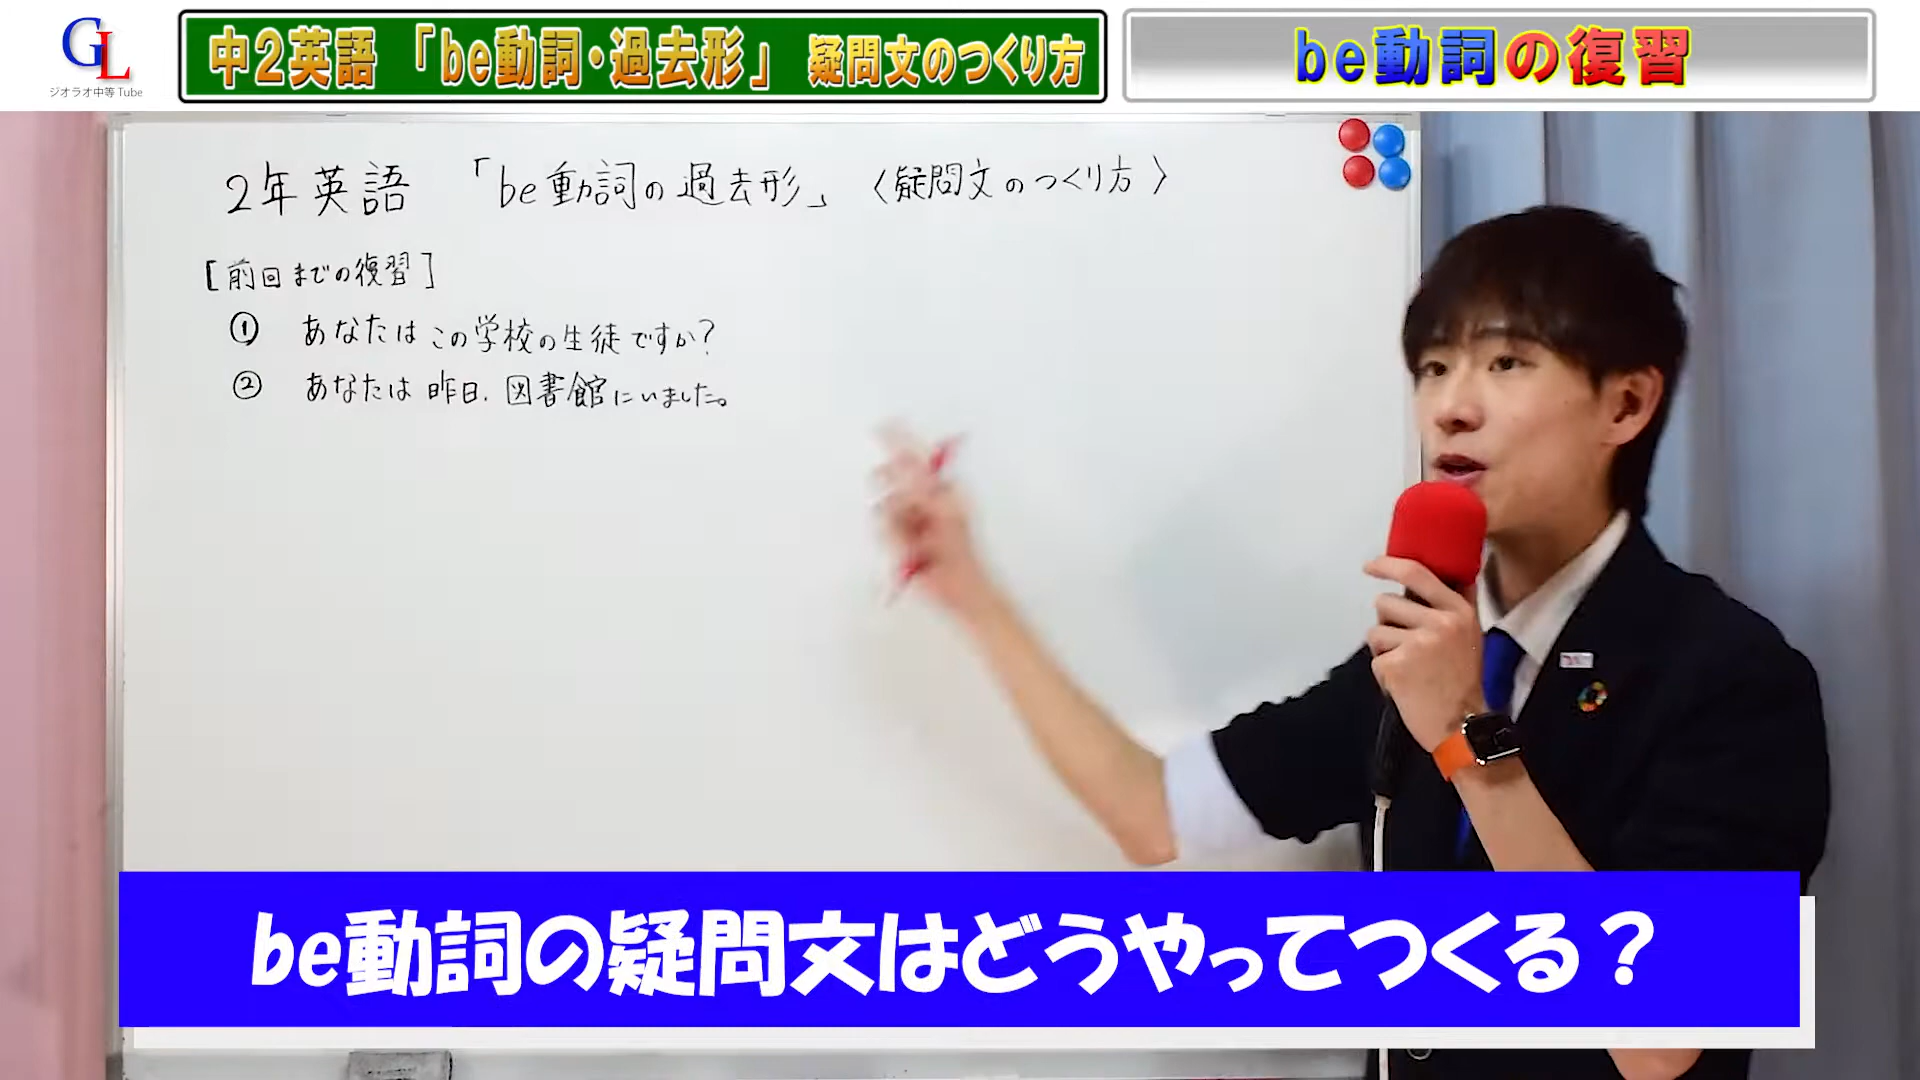 GL
ジオラオ中等Tube
中2英語 「be動詞・過去形」 疑問文のつくり方
be動詞の復習
2年英語 「be動詞の過去形」 〈疑問文のつくり方〉
[前回までの復習]
① あなたはこの学校の生徒ですか?
② あなたは昨日、図書館にいました。
be動詞の疑問文はどうやってつくる？